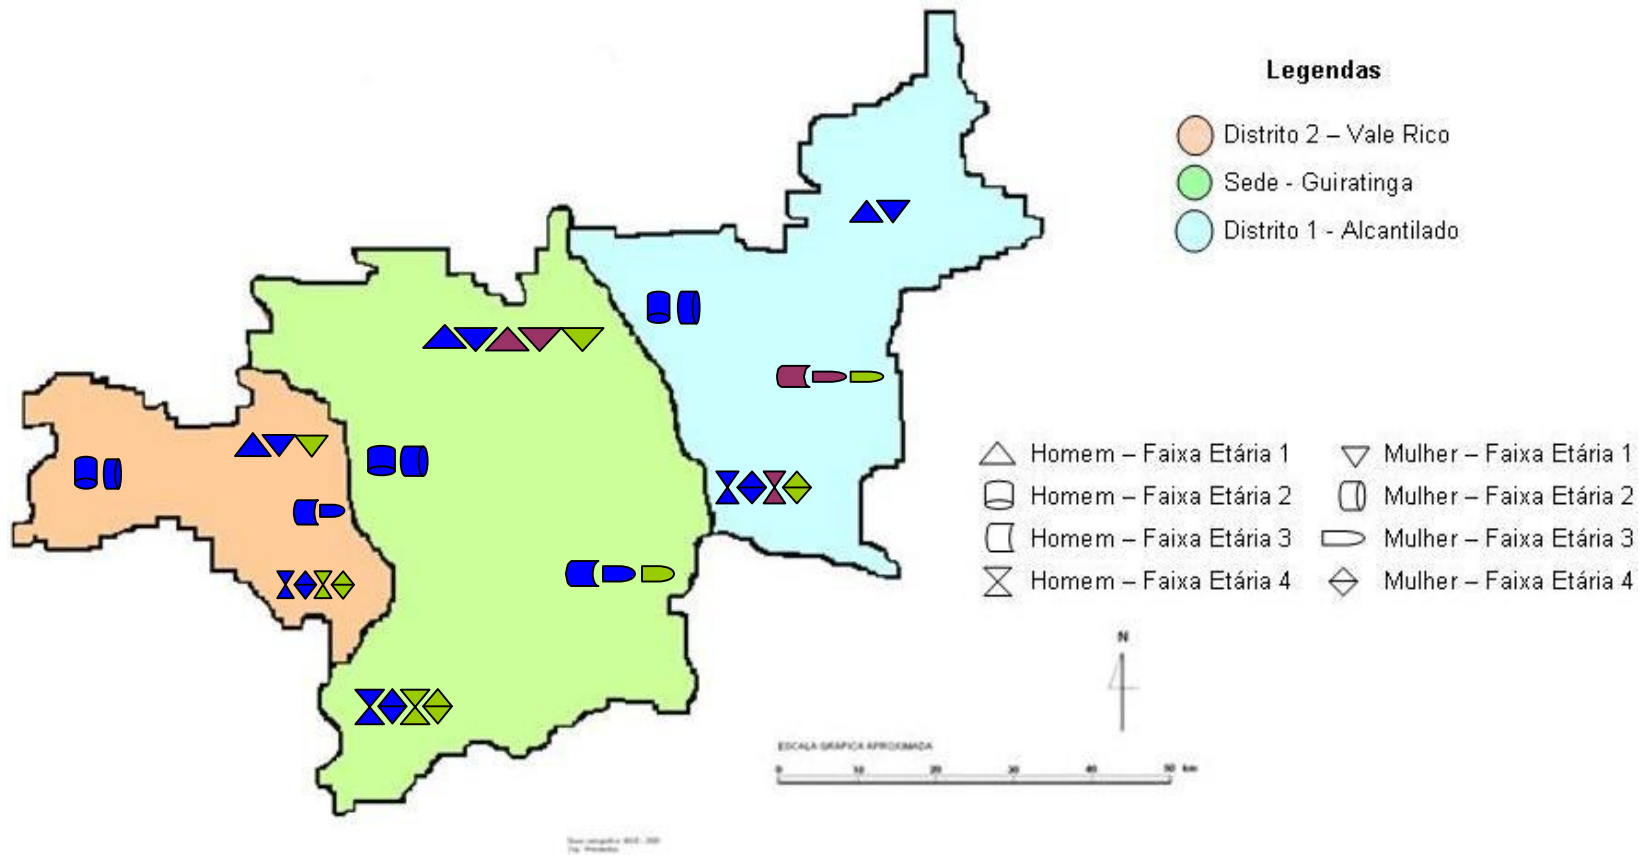 Legendas
Distrito 2 – Vale Rico
Sede - Guiratinga
Distrito 1 - Alcantilado
Homem – Faixa Etária 1
Mulher – Faixa Etária 1
Homem – Faixa Etária 2
Mulher – Faixa Etária 2
Homem – Faixa Etária 3
Mulher – Faixa Etária 3
Homem – Faixa Etária 4
Mulher – Faixa Etária 4
N
ESCALA GRÁFICA APROXIMADA
0 10 20 30 40 50 km